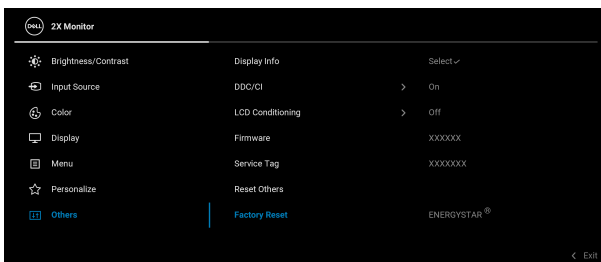 DELL 2X Monitor
Brightness/Contrast Display Info Select✓
Input Source DDC/CI > On
Color LCD Conditioning > Off
Display Firmware XXXXXX
Menu Service Tag XXXXXXX
Personalize Reset Others
Others Factory Reset ENERGYSTAR ®
< Exit